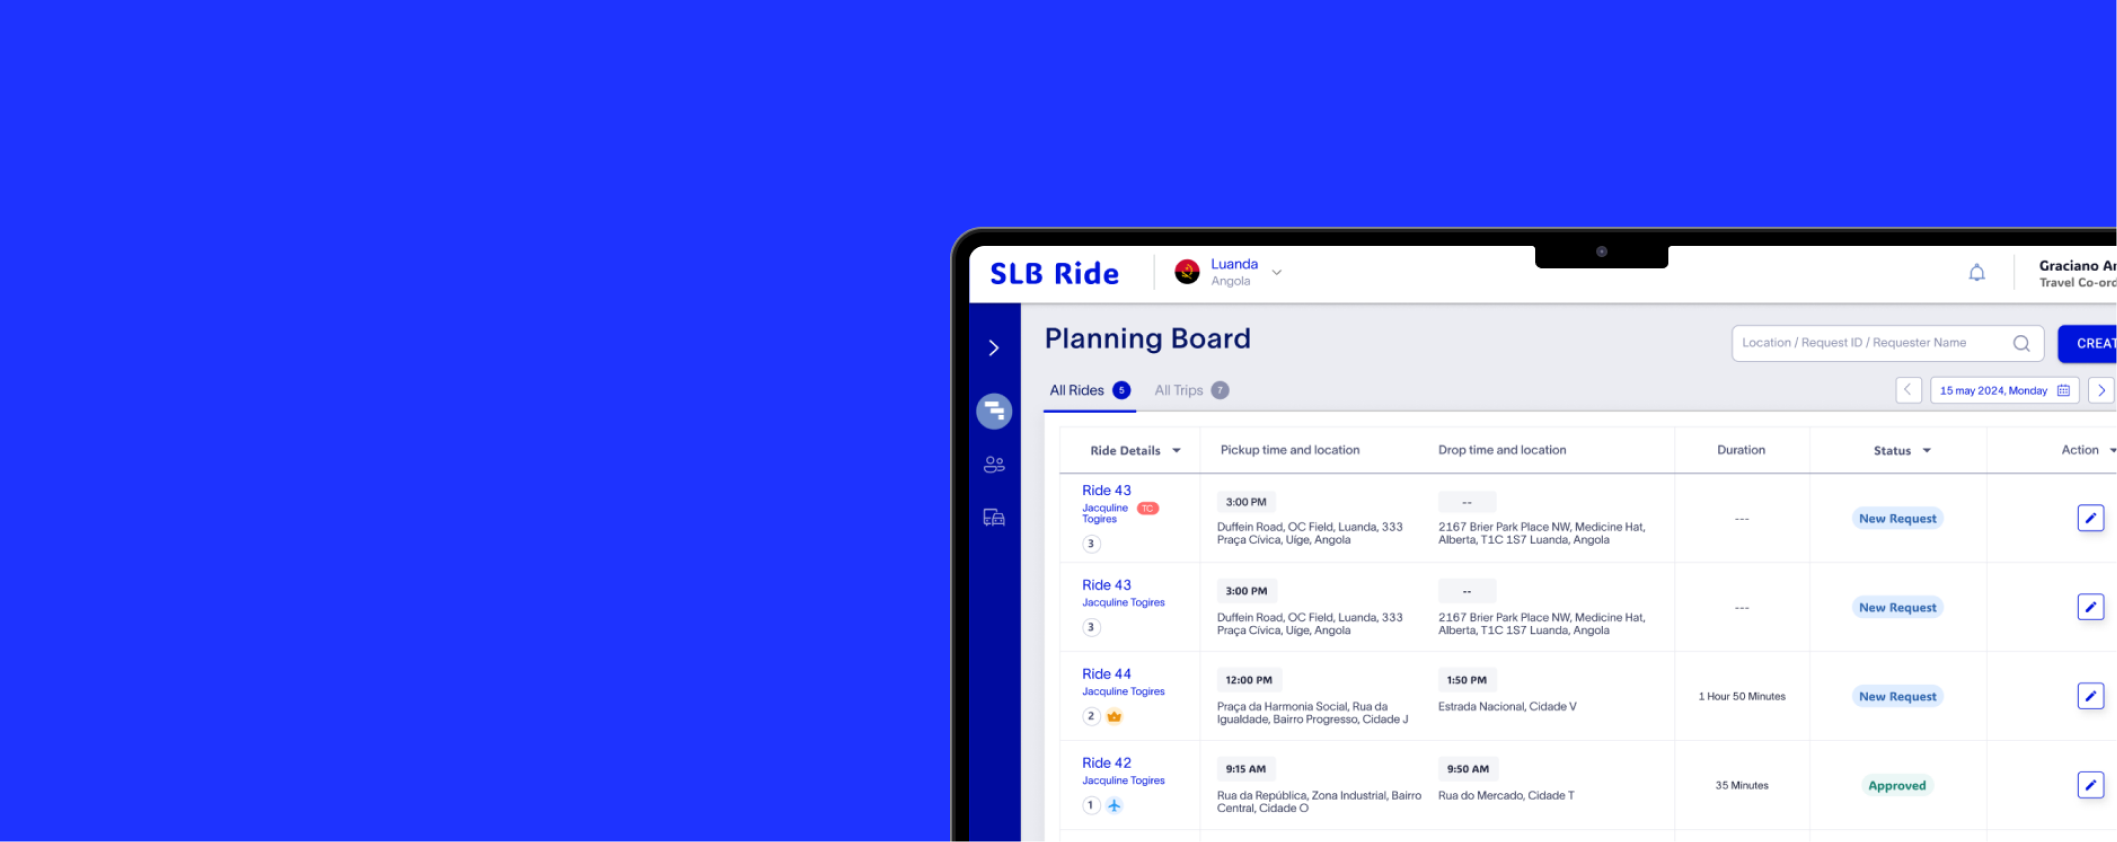 SLB Ride
Luanda
Angola
Graciano
Travel
Planning Board
Location / Request ID / Requester Name
All Rides 5
All Trips 7
15 may 2024, Monday
Ride Details
Pickup time and location
Drop time and location
Duration
Status
Action
Ride 43
Jacquline
Togires
TC
3
3:00 PM
Duffein Road, OC Field, Luanda, 333
Praça Cívica, Uíge, Angola
--
2167 Brier Park Place NW, Medicine Hat,
Alberta, T1C 1S7 Luanda, Angola
---
New Request
Ride 43
Jacquline Togires
3
3:00 PM
Duffein Road, OC Field, Luanda, 333
Praça Cívica, Uíge, Angola
--
2167 Brier Park Place NW, Medicine Hat,
Alberta, T1C 1S7 Luanda, Angola
---
New Request
Ride 44
Jacquline Togires
2
12:00 PM
Praça da Harmonia Social, Rua da
Igualdade, Bairro Progresso, Cidade J
1:50 PM
Estrada Nacional, Cidade V
1 Hour 50 Minutes
New Request
Ride 42
Jacquline Togires
1
9:15 AM
Rua da República, Zona Industrial, Bairro
Central, Cidade O
9:50 AM
Rua do Mercado, Cidade T
35 Minutes
Approved